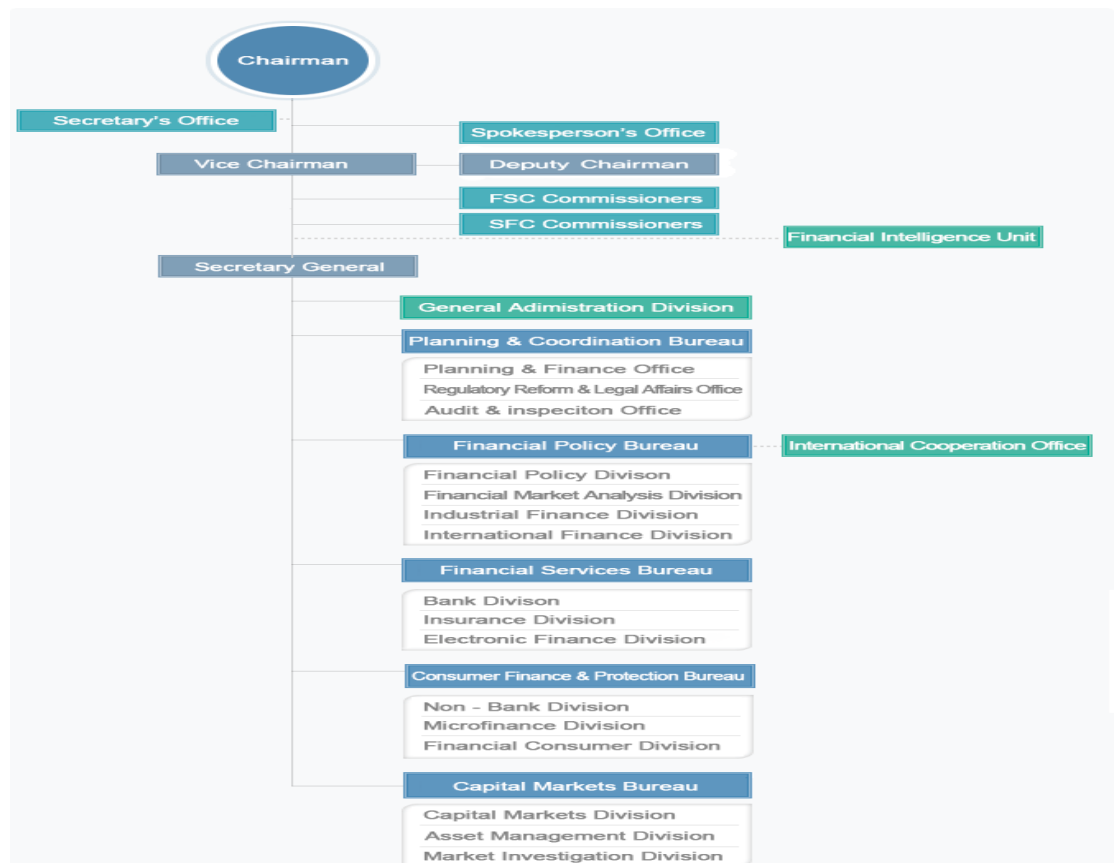 Chairman
Secretary's Office
Spokesperson's Office
Vice Chairman
Deputy Chairman
FSC Commissioners
SFC Commissioners
Financial Intelligence Unit
Secretary General
General Adimistration Division
Planning & Coordination Bureau
Planning & Finance Office
Regulatory Reform & Legal Affairs Office
Audit & inspeciton Office
Financial Policy Bureau
International Cooperation Office
Financial Policy Divison
Financial Market Analysis Division
Industrial Finance Division
International Finance Division
Financial Services Bureau
Bank Divison
Insurance Division
Electronic Finance Division
Consumer Finance & Protection Bureau
Non - Bank Division
Microfinance Division
Financial Consumer Division
Capital Markets Bureau
Capital Markets Division
Asset Management Division
Market Investigation Division